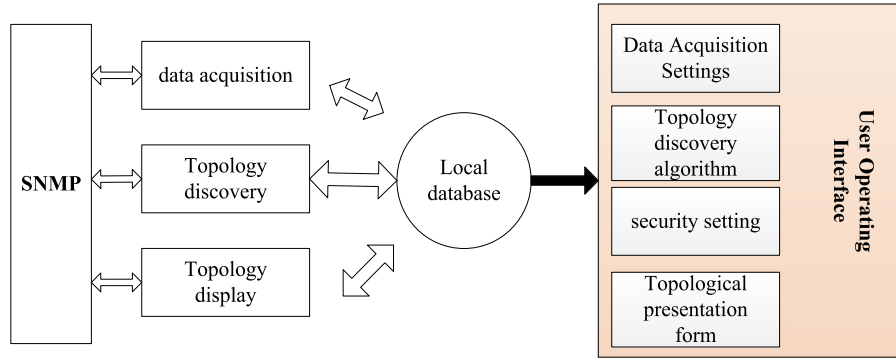 SNMP
data acquisition
Topology
discovery
Topology
display
Local
database
Data Acquisition
Settings
Topology
discovery
algorithm
security setting
Topological
presentation
form
User Operating
Interface